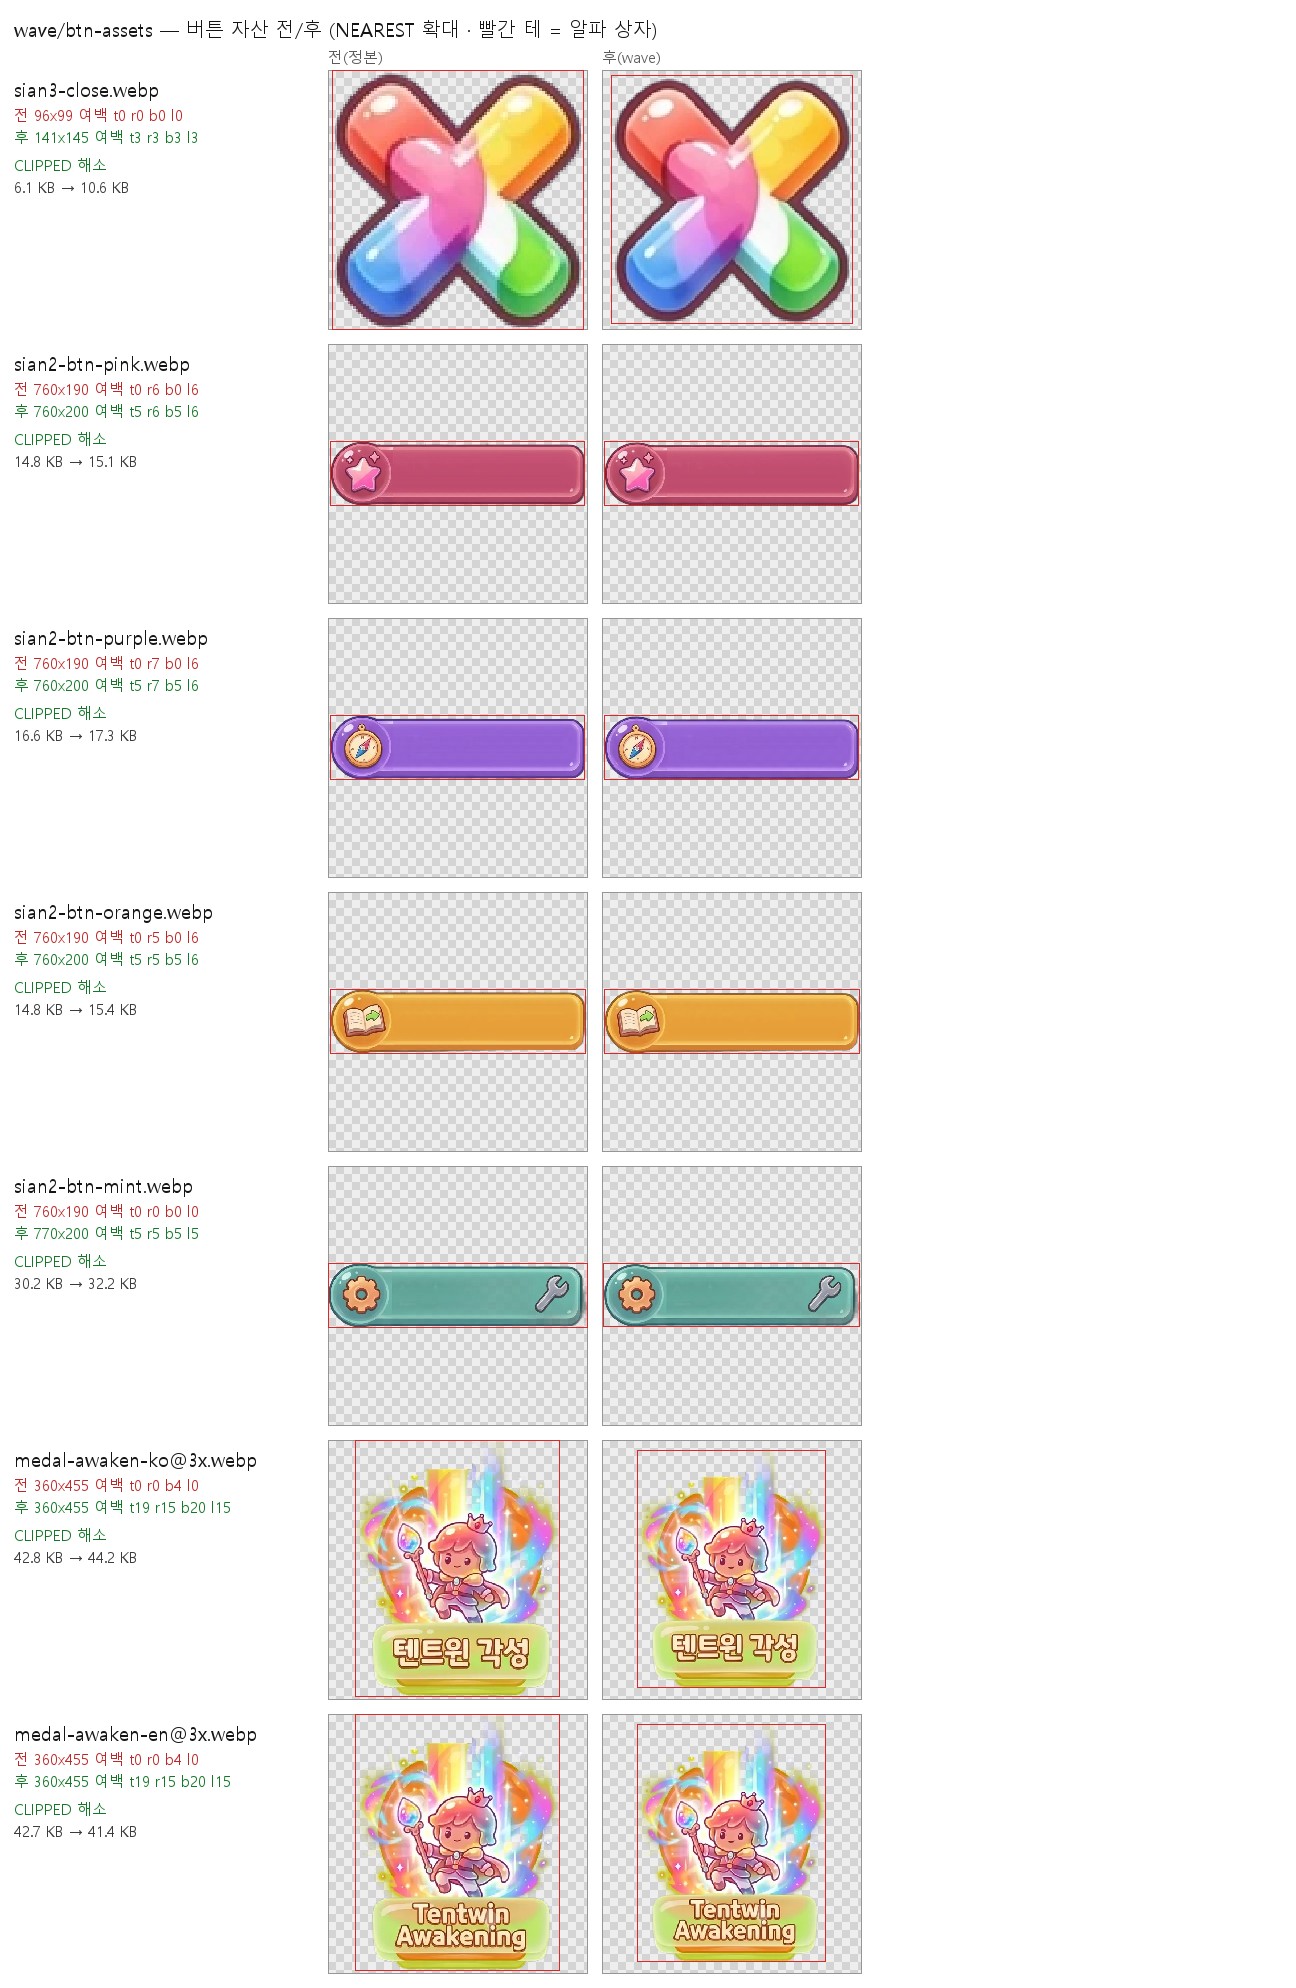 wave/btn-assets — 버튼 자산 전/후 (NEAREST 확대 · 빨간 테 = 알파 상자)
전(정본) 후(wave)
sian3-close.webp
전 96x99 여백 t0 r0 b0 l0
후 141x145 여백 t3 r3 b3 l3
CLIPPED 해소
6.1 KB → 10.6 KB
sian2-btn-pink.webp
전 760x190 여백 t0 r6 b0 l6
후 760x200 여백 t5 r6 b5 l6
CLIPPED 해소
14.8 KB → 15.1 KB
sian2-btn-purple.webp
전 760x190 여백 t0 r7 b0 l6
후 760x200 여백 t5 r7 b5 l6
CLIPPED 해소
16.6 KB → 17.3 KB
sian2-btn-orange.webp
전 760x190 여백 t0 r5 b0 l6
후 760x200 여백 t5 r5 b5 l6
CLIPPED 해소
14.8 KB → 15.4 KB
sian2-btn-mint.webp
전 760x190 여백 t0 r0 b0 l0
후 770x200 여백 t5 r5 b5 l5
CLIPPED 해소
30.2 KB → 32.2 KB
medal-awaken-ko@3x.webp
전 360x455 여백 t0 r0 b4 l0
후 360x455 여백 t19 r15 b20 l15
CLIPPED 해소
42.8 KB → 44.2 KB
텐트윈 각성
텐트윈 각성
medal-awaken-en@3x.webp
전 360x455 여백 t0 r0 b4 l0
후 360x455 여백 t19 r15 b20 l15
CLIPPED 해소
42.7 KB → 41.4 KB
Tentwin
Awakening
Tentwin
Awakening